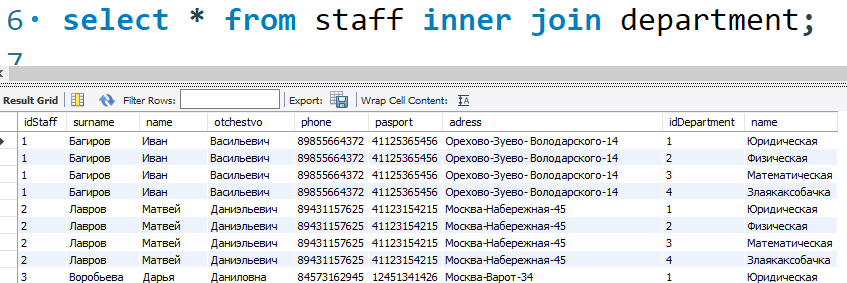 6 select * from staff inner join department;
7
Result Grid Filter Rows: Export: Wrap Cell Content:
idStaff surname name otchestvo phone pasport adress idDepartment name
1 Багиров Иван Васильевич 89855664372 41125365456 Орехово-Зуево- Володарского-14 1 Юридическая
1 Багиров Иван Васильевич 89855664372 41125365456 Орехово-Зуево- Володарского-14 2 Физическая
1 Багиров Иван Васильевич 89855664372 41125365456 Орехово-Зуево- Володарского-14 3 Математическая
1 Багиров Иван Васильевич 89855664372 41125365456 Орехово-Зуево- Володарского-14 4 Злаякаксобачка
2 Лавров Матвей Даниэльевич 89431157625 41123154215 Москва-Набережная-45 1 Юридическая
2 Лавров Матвей Даниэльевич 89431157625 41123154215 Москва-Набережная-45 2 Физическая
2 Лавров Матвей Даниэльевич 89431157625 41123154215 Москва-Набережная-45 3 Математическая
2 Лавров Матвей Даниэльевич 89431157625 41123154215 Москва-Набережная-45 4 Злаякаксобачка
3 Воробьева Дарья Даниловна 84573162945 12451341426 Москва-Варот-34 1 Юридическая